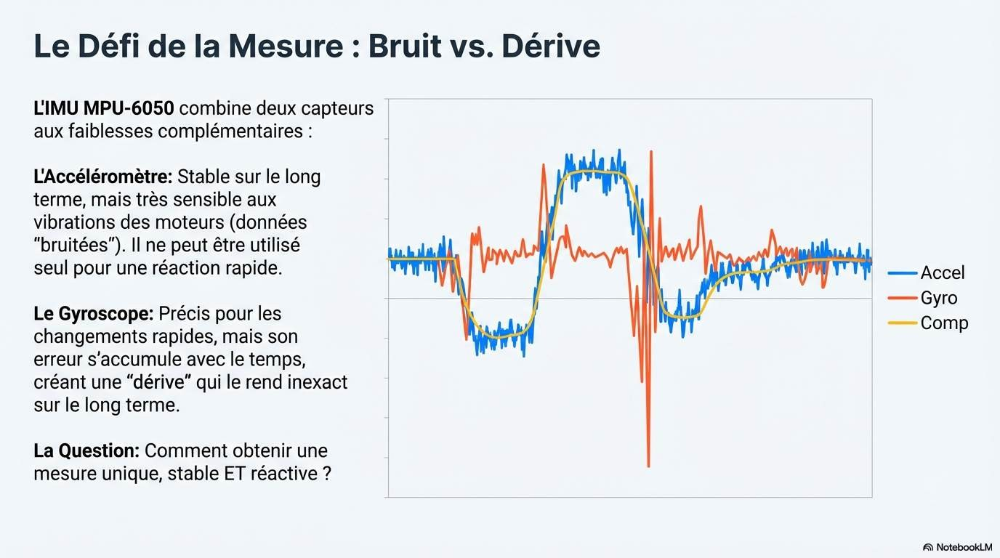 Le Défi de la Mesure : Bruit vs. Dérive
L'IMU MPU-6050 combine deux capteurs
aux faiblesses complémentaires :
L'Accéléromètre: Stable sur le long
terme, mais très sensible aux
vibrations des moteurs (données
“bruitées”). Il ne peut être utilisé
seul pour une réaction rapide.
Le Gyroscope: Précis pour les
changements rapides, mais son
erreur s’accumule avec le temps,
créant une “dérive” qui le rend inexact
sur le long terme.
La Question: Comment obtenir une
mesure unique, stable ET réactive ?
Accel
Gyro
Comp
NotebookLM